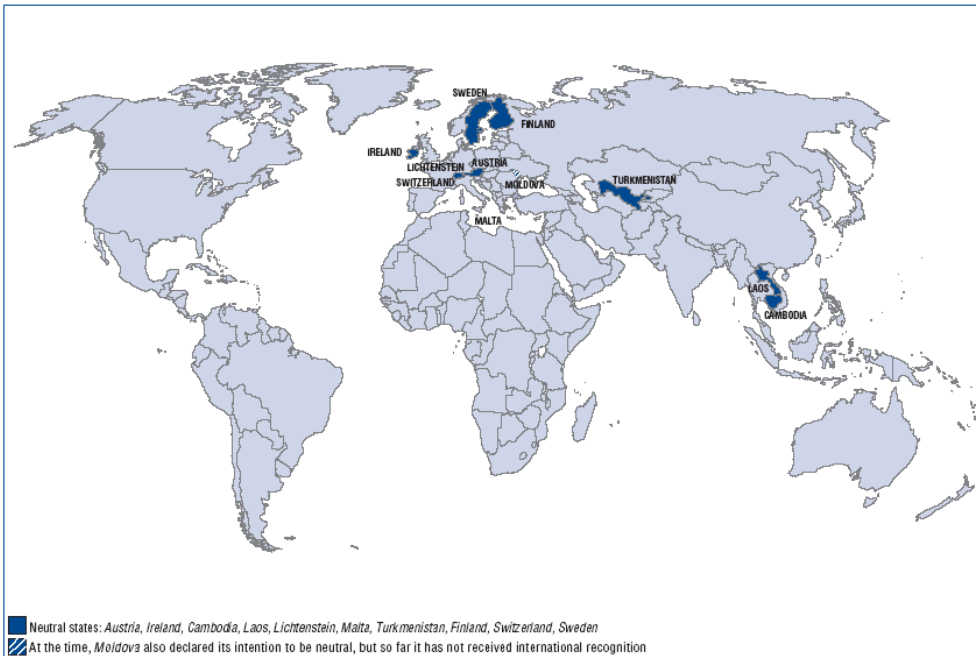 SWEDEN
FINLAND
IRELAND
AUSTRIA
LICHTENSTEIN
SWITZERLAND
MOLDOVA
TURKMENISTAN
MALTA
LAOS
CAMBODIA
Neutral states: Austria, Ireland, Cambodia, Laos, Lichtenstein, Malta, Turkmenistan, Finland, Switzerland, Sweden
At the time, Moldova also declared its intention to be neutral, but so far it has not received international recognition